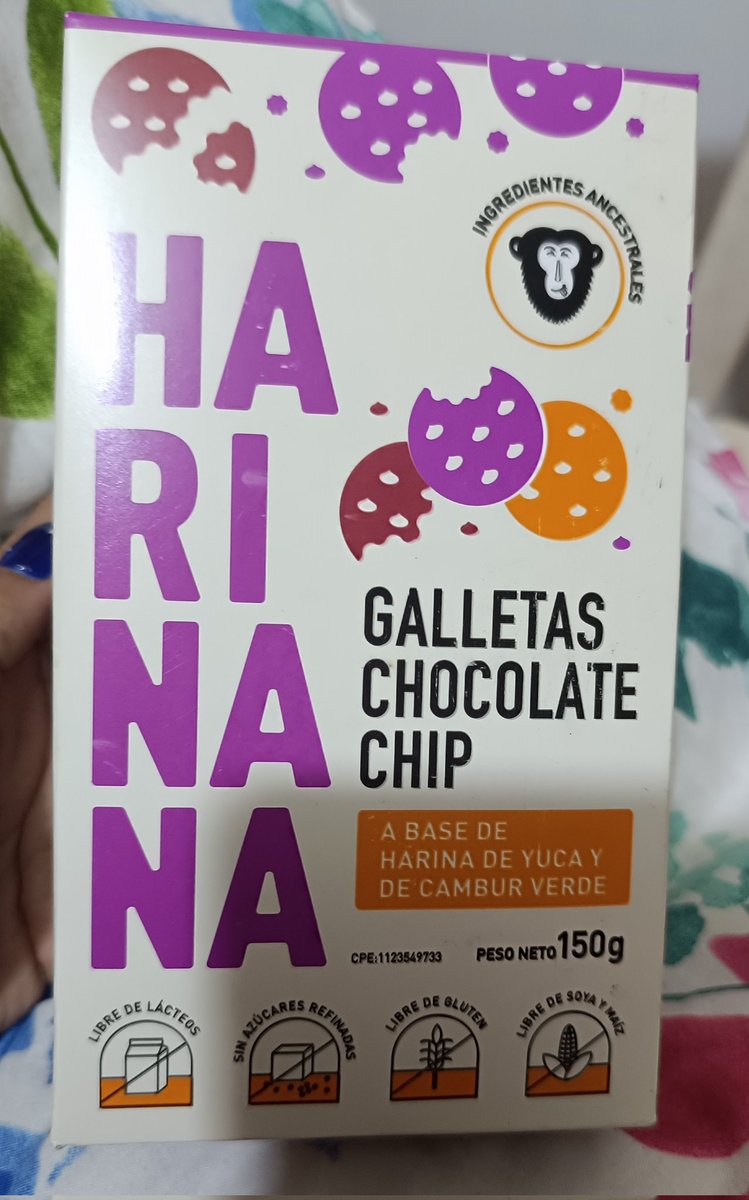 INGREDIENTES ANCESTRALES
HA
RI
NA
NA
GALLETAS
CHOCOLATE
CHIP
A BASE DE
HARINA DE YUCA Y
DE CAMBUR VERDE
CPE:1123549733
PESO NETO 150g
LIBRE DE LÁCTEOS
SIN AZÚCARES REFINADAS
LIBRE DE GLUTEN
LIBRE DE SOYA Y MAÍZ